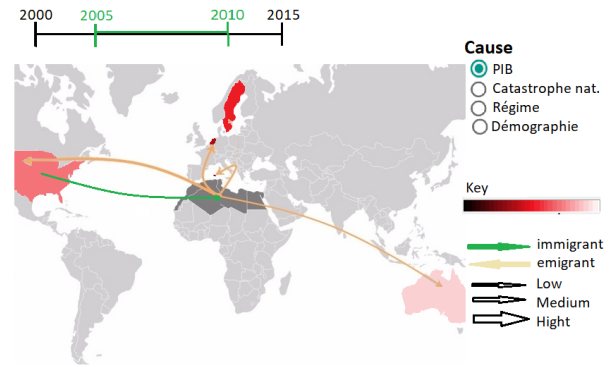 2000 2005 2010 2015
Cause
PIB
Catastrophe nat.
Régime
Démographie
Key
immigrant
emigrant
Low
Medium
Hight